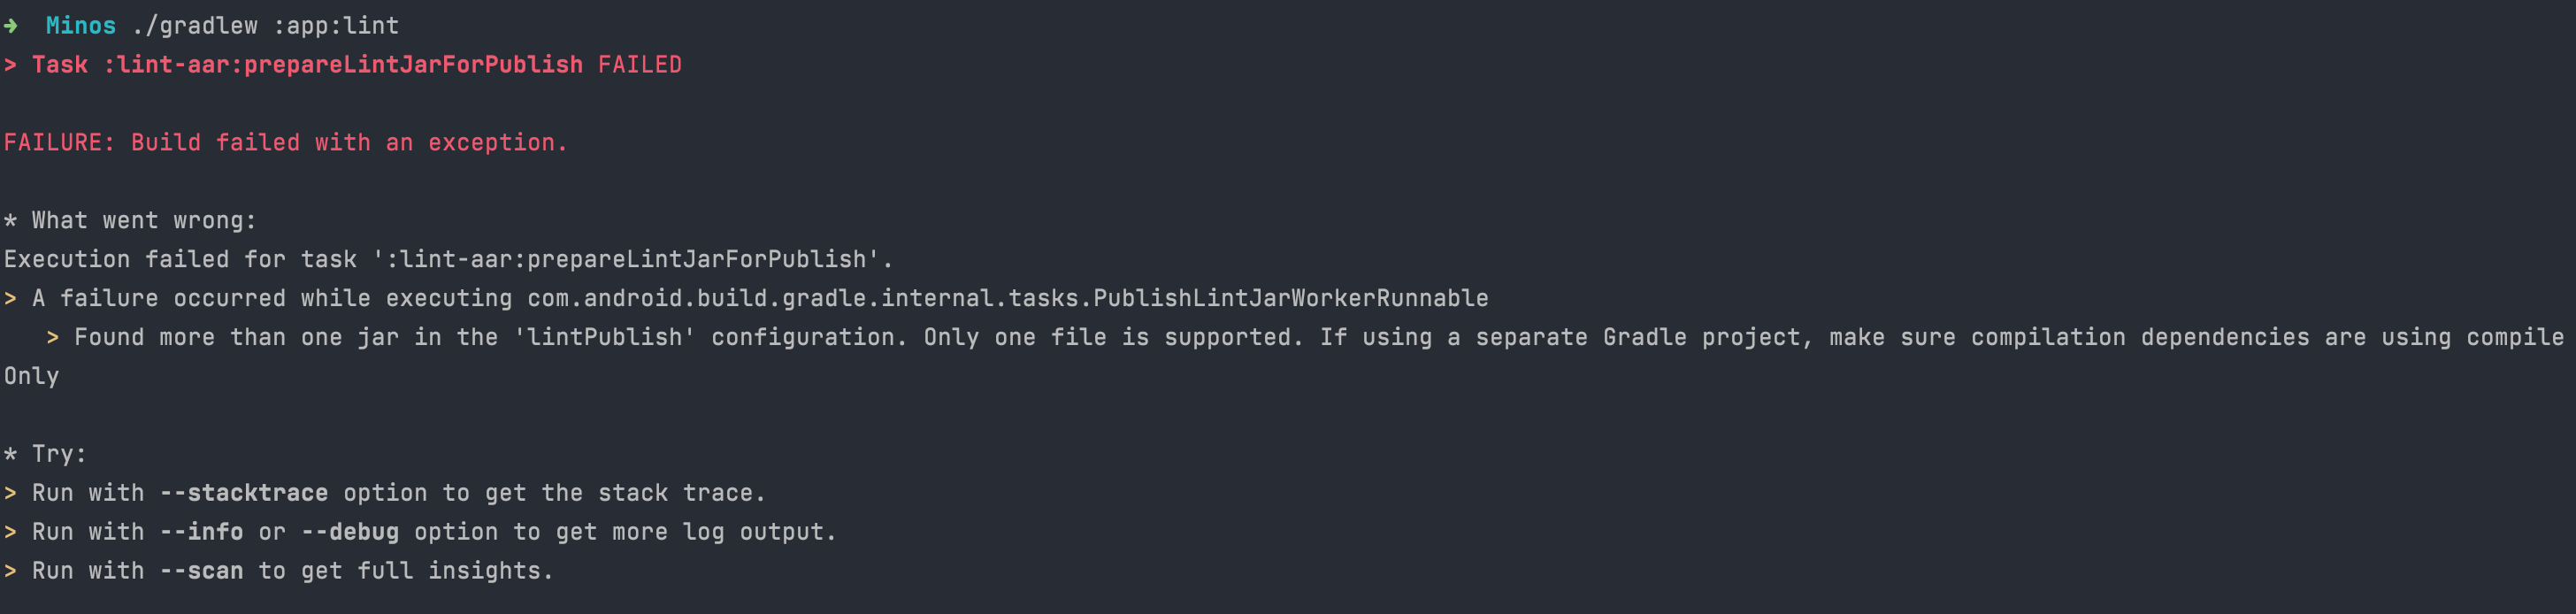 ➜  Minos ./gradlew :app:lint
> Task :lint-aar:prepareLintJarForPublish FAILED
FAILURE: Build failed with an exception.
* What went wrong:
Execution failed for task ':lint-aar:prepareLintJarForPublish'.
> A failure occurred while executing com.android.build.gradle.internal.tasks.PublishLintJarWorkerRunnable
   > Found more than one jar in the 'lintPublish' configuration. Only one file is supported. If using a separate Gradle project, make sure compilation dependencies are using compile
Only
* Try:
> Run with --stacktrace option to get the stack trace.
> Run with --info or --debug option to get more log output.
> Run with --scan to get full insights.